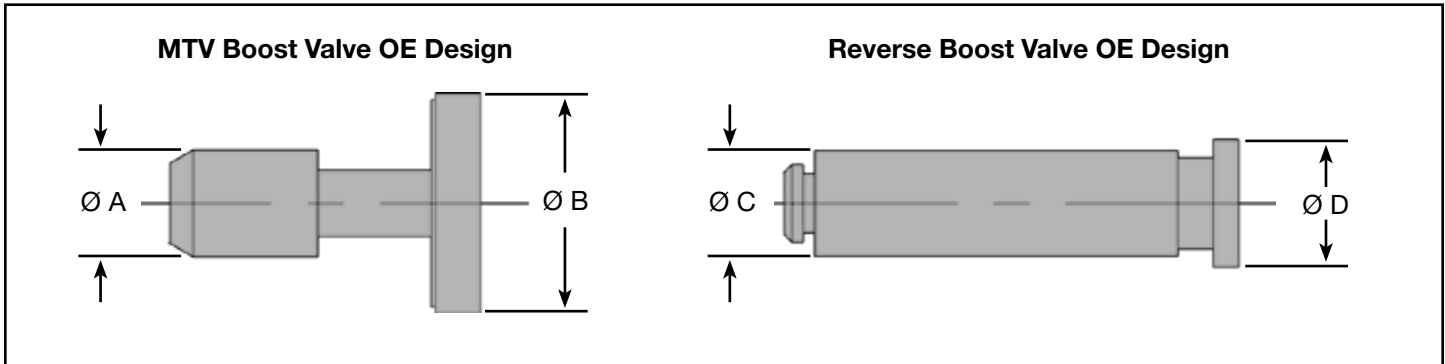 MTV Boost Valve OE Design
Reverse Boost Valve OE Design
Ø A
Ø B
Ø C
Ø D